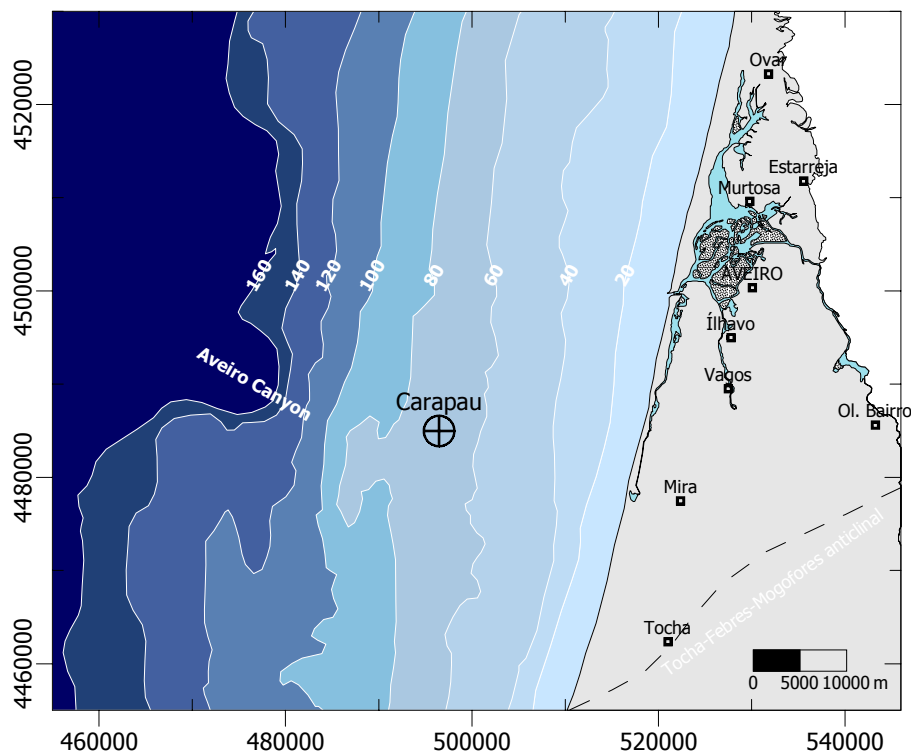 Ovar
4520000
Estarreja
Murtosa
4500000
160
140
120
100
80
60
40
20
AVEIRO
Ílhavo
Aveiro Canyon
Vagos
Carapau
Ol. Bairro
4480000
Mira
Tocha-Febres-Mogofores anticlinal
Tocha
4460000
0 5000 10000 m
460000 480000 500000 520000 540000